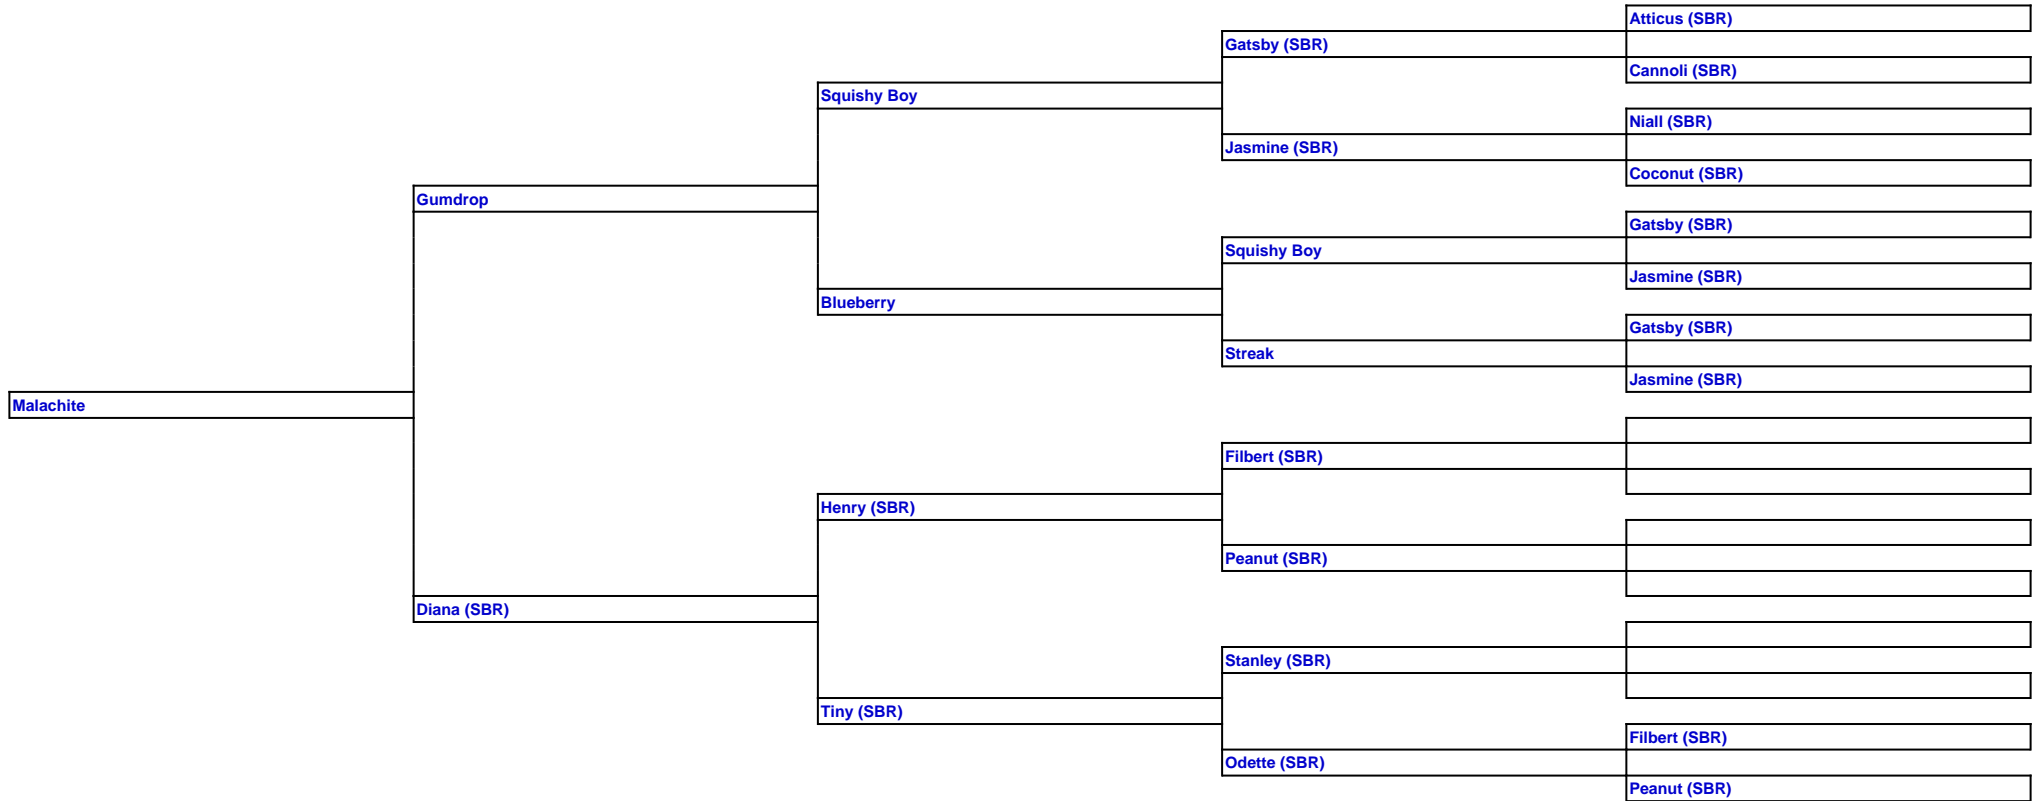 Atticus (SBR)
Gatsby (SBR)
Cannoli (SBR)
Squishy Boy
Niall (SBR)
Jasmine (SBR)
Coconut (SBR)
Gumdrop
Gatsby (SBR)
Squishy Boy
Jasmine (SBR)
Blueberry
Gatsby (SBR)
Streak
Jasmine (SBR)
Malachite
Filbert (SBR)
Henry (SBR)
Peanut (SBR)
Diana (SBR)
Stanley (SBR)
Tiny (SBR)
Filbert (SBR)
Odette (SBR)
Peanut (SBR)